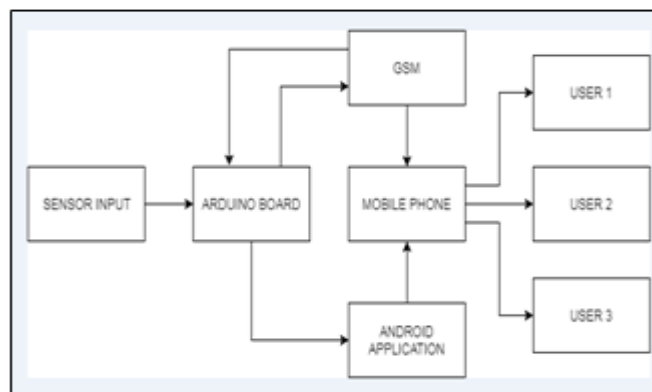 GSM
USER 1
SENSOR INPUT
ARDUINO BOARD
MOBILE PHONE
USER 2
ANDROID
APPLICATION
USER 3